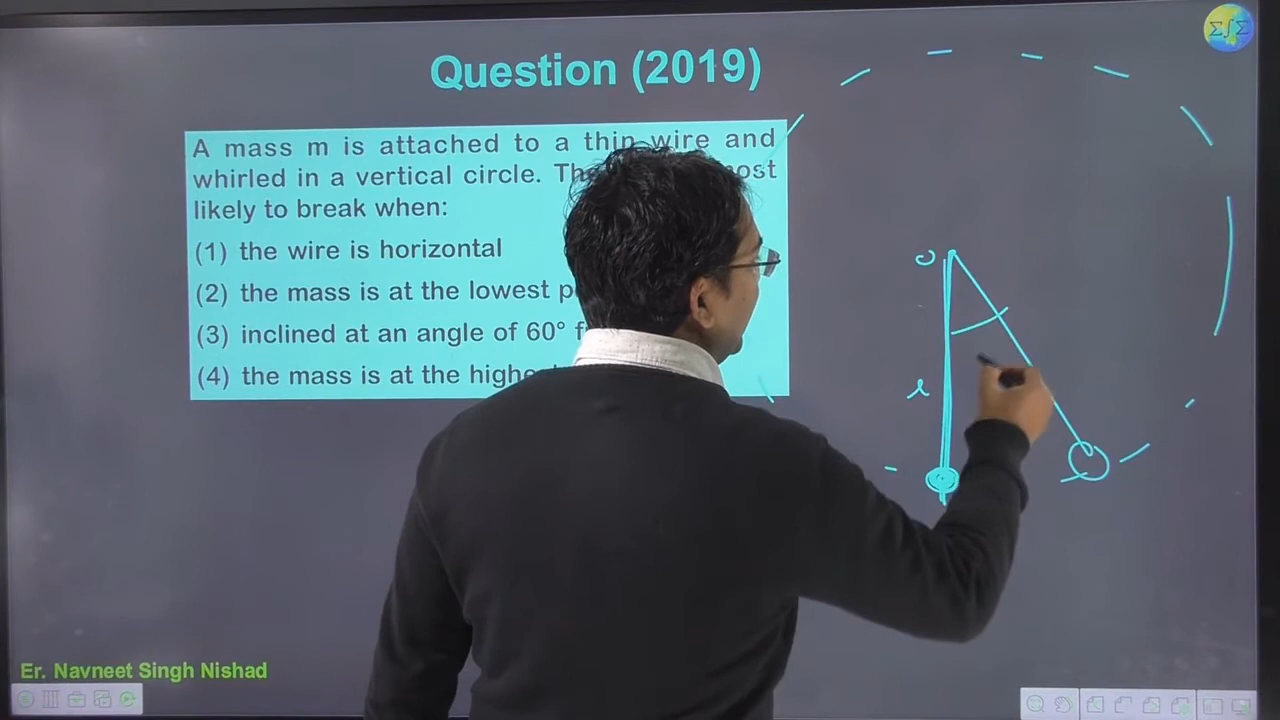 Question (2019)
A mass m is attached to a thin wire and
whirled in a vertical circle. The most
likely to break when:
(1) the wire is horizontal
(2) the mass is at the lowest
(3) inclined at an angle of 60°
(4) the mass is at the
O
l
ΣʃΣ
Er. Navneet Singh Nishad